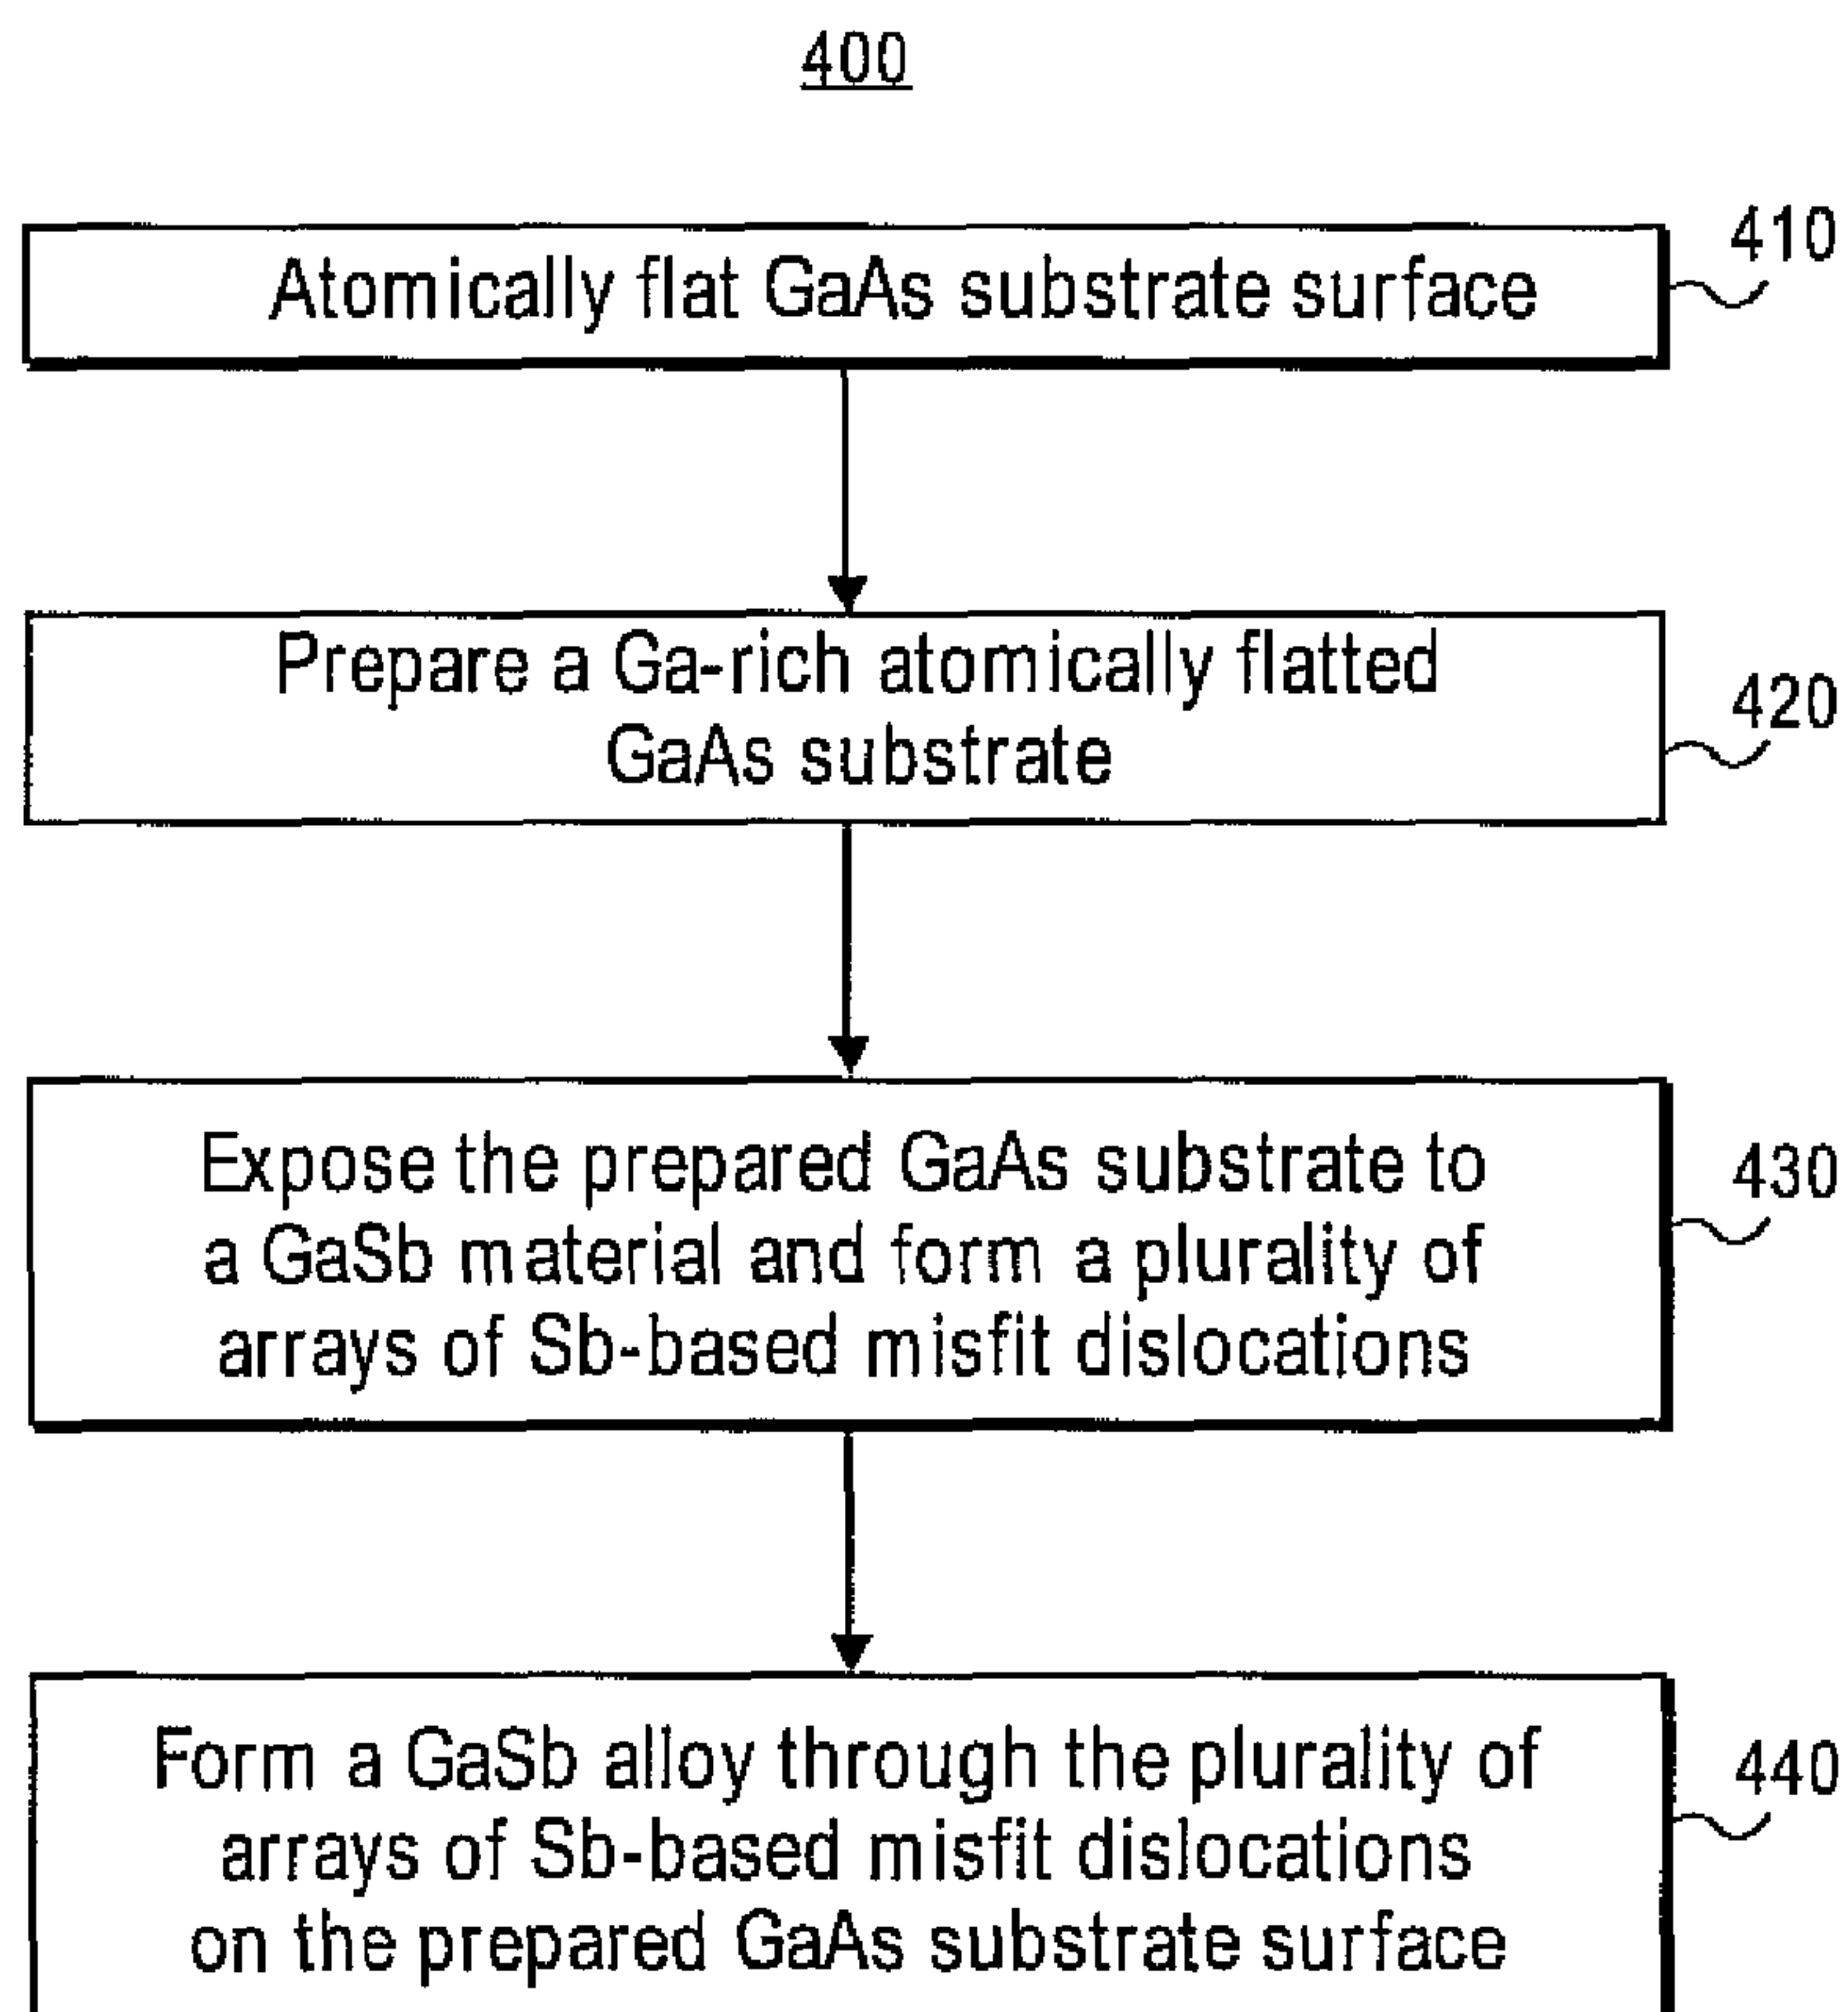 400
410
Atomically flat GaAs substrate surface
Prepare a Ga-rich atomically flatted
GaAs substrate
420
Expose the prepared GaAs substrate to
a GaSb material and form a plurality of
arrays of Sb-based misfit dislocations
430
Form a GaSb alloy through the plurality of
arrays of Sb-based misfit dislocations
on the prepared GaAs substrate surface
440